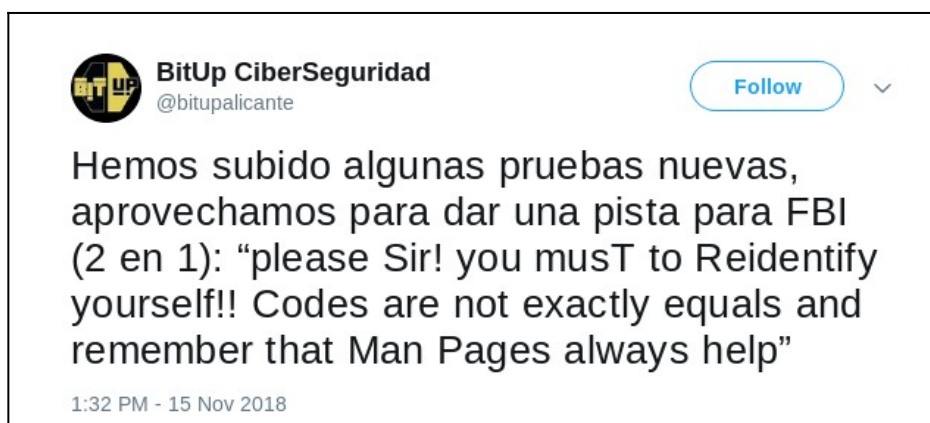 BIT UP
BitUp CiberSeguridad
@bitupalicante
Follow
Hemos subido algunas pruebas nuevas,
aprovechamos para dar una pista para FBI
(2 en 1): “please Sir! you musT to Reidentify
yourself!! Codes are not exactly equals and
remember that Man Pages always help”
1:32 PM - 15 Nov 2018